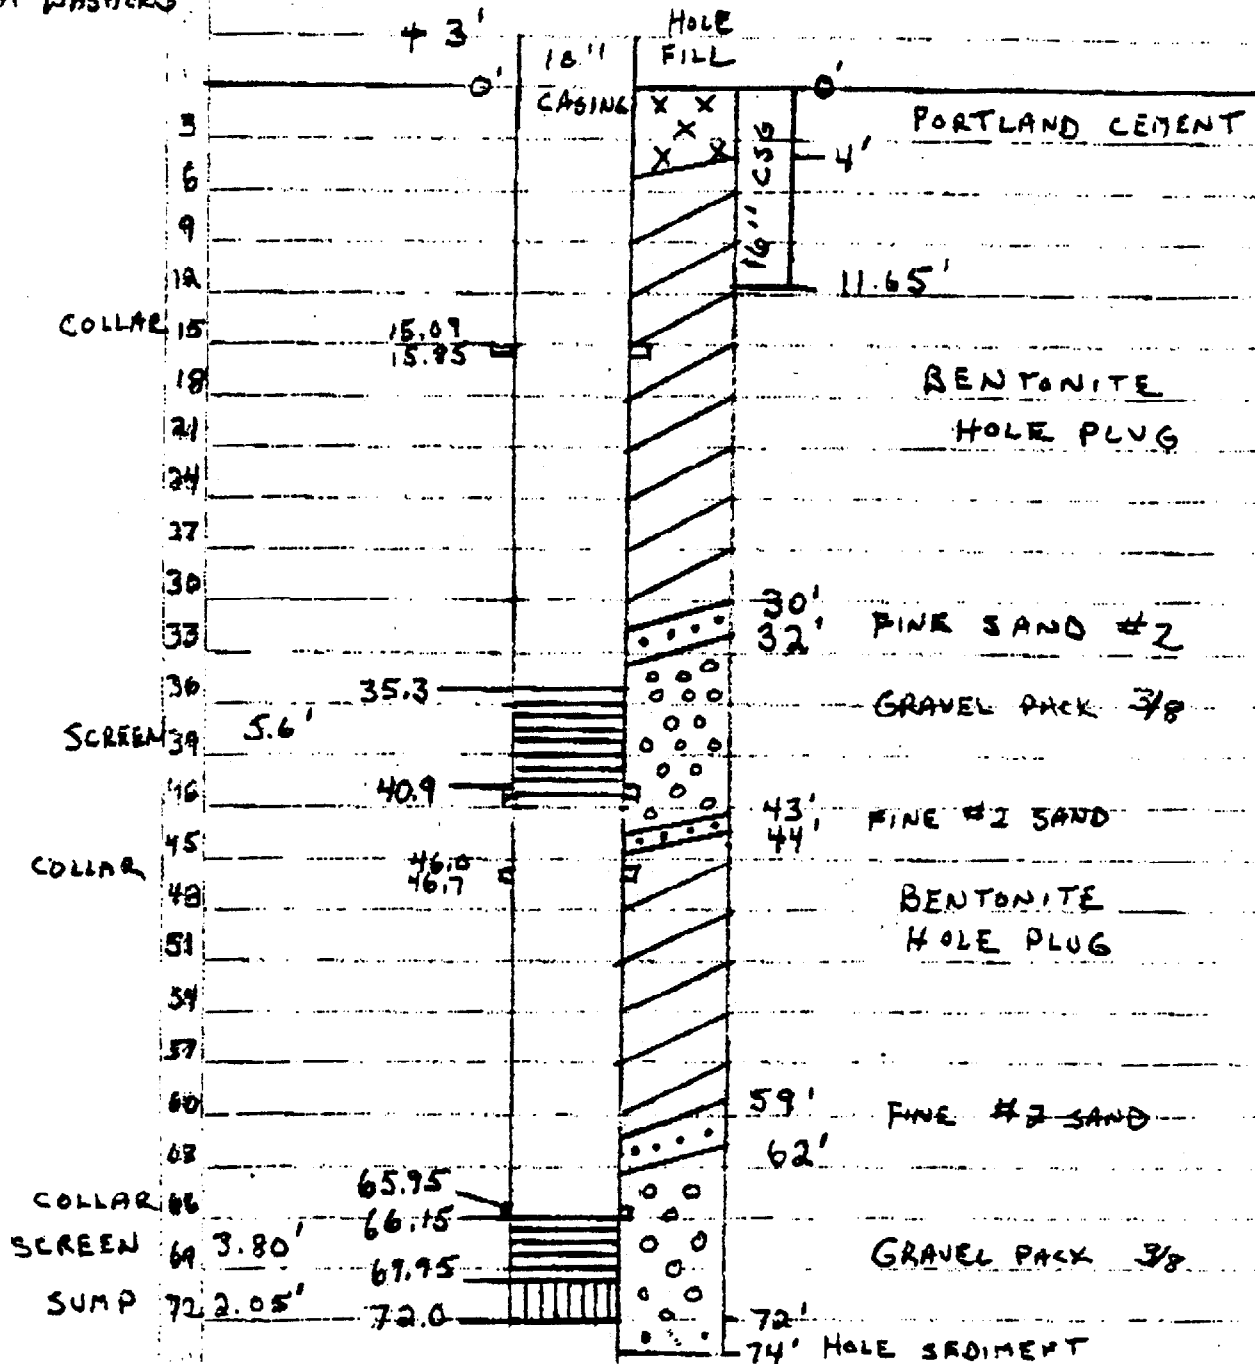 + 3'
HOLE
FILL
CASING
0'
0'
PORTLAND CEMENT
3
4'
6
16" CSG
9
12
11.65'
COLLAR 15
15.09
18
BENTONITE
21
HOLE PLUG
24
27
30
30'
33
32'
FINE SAND #2
36
35.3
GRAVEL PACK 3/8
SCREEN 39 5.6'
40.9
43'
FINE #2 SAND
44'
45
COLLAR
46.0
46.7
48
BENTONITE
51
HOLE PLUG
54
57
60
59'
FINE #2 SAND
62'
65.95
COLLAR 66
66.15
SCREEN 69 3.80'
69.95
GRAVEL PACK 3/8
SUMP 72 2.05'
72.0
72'
74' HOLE SEDIMENT